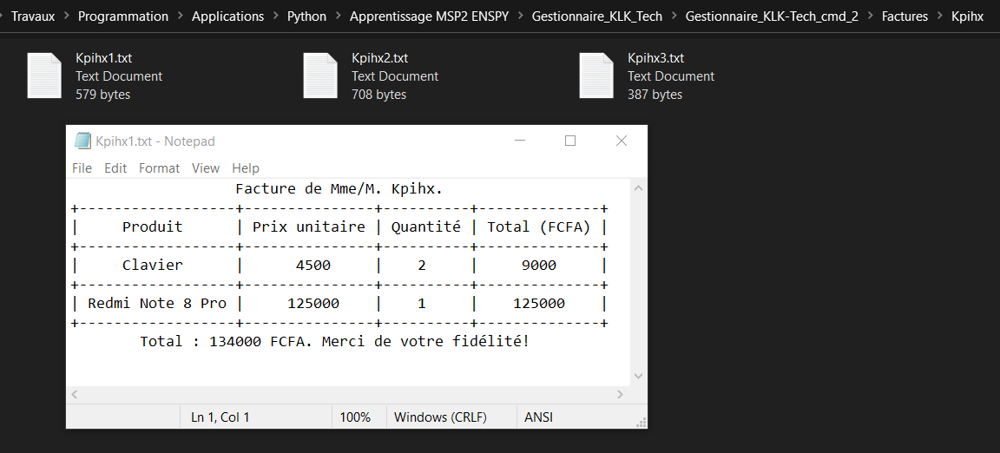 Travaux > Programmation > Applications > Python > Apprentissage MSP2 ENSPY > Gestionnaire_KLK_Tech > Gestionnaire_KLK-Tech_cmd_2 > Factures > Kpihx
Kpihx1.txt
Text Document
579 bytes
Kpihx2.txt
Text Document
708 bytes
Kpihx3.txt
Text Document
387 bytes
Kpihx1.txt - Notepad
File Edit Format View Help
Facture de Mme/M. Kpihx.
+------------------+---------------+----------+--------------+
| Produit | Prix unitaire | Quantité | Total (FCFA) |
+------------------+---------------+----------+--------------+
| Clavier | 4500 | 2 | 9000 |
+------------------+---------------+----------+--------------+
| Redmi Note 8 Pro | 125000 | 1 | 125000 |
+------------------+---------------+----------+--------------+
Total : 134000 FCFA. Merci de votre fidélité!
Ln 1, Col 1 100% Windows (CRLF) ANSI